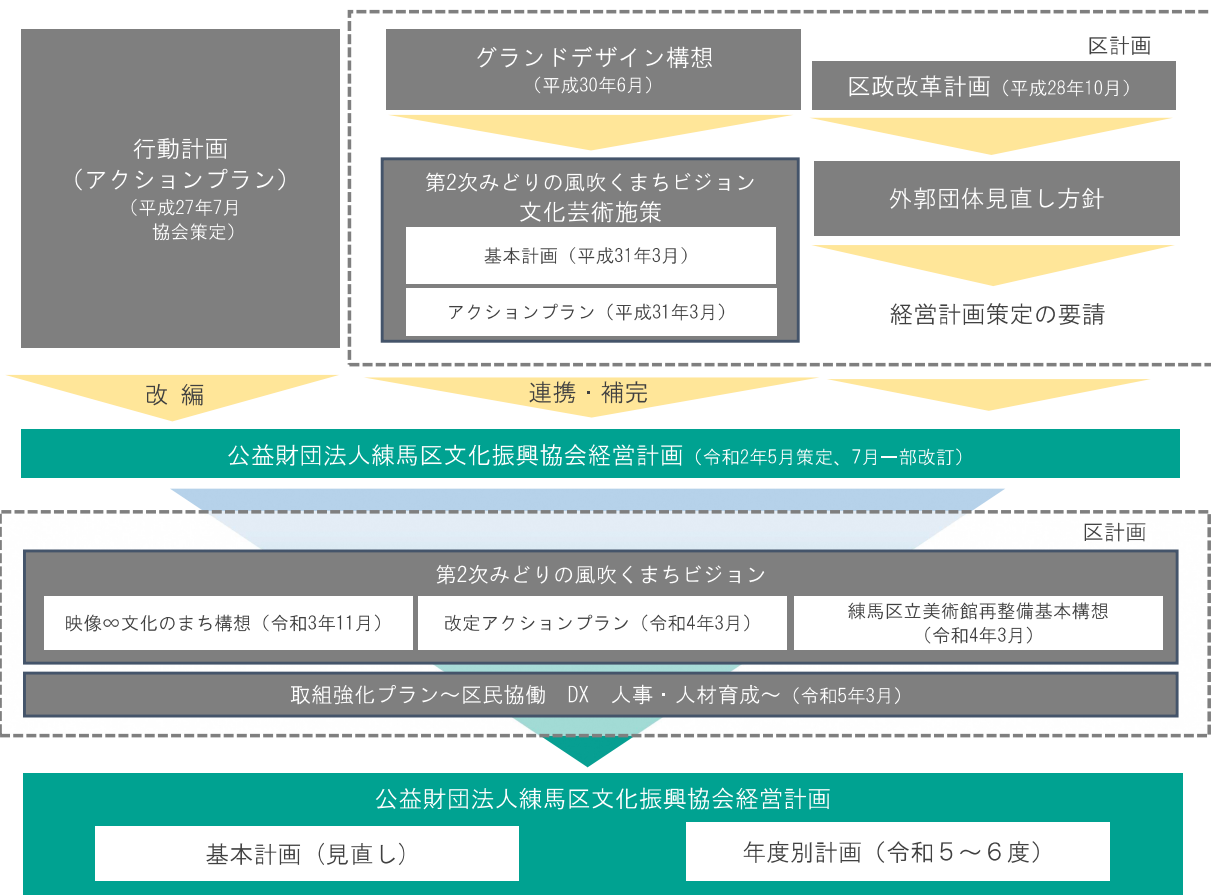 区計画
行動計画
（アクションプラン）
（平成27年7月
協会策定）
グランドデザイン構想
（平成30年6月）
第2次みどりの風吹くまちビジョン
文化芸術施策
基本計画（平成31年3月）
アクションプラン（平成31年3月）
区政改革計画（平成28年10月）
外郭団体見直し方針
経営計画策定の要請
改 編
連携・補完
公益財団法人練馬区文化振興協会経営計画（令和2年5月策定、7月一部改訂）
区計画
第2次みどりの風吹くまちビジョン
映像∞文化のまち構想（令和3年11月）
改定アクションプラン（令和4年3月）
練馬区立美術館再整備基本構想
（令和4年3月）
取組強化プラン～区民協働　DX　人事・人材育成～（令和5年3月）
公益財団法人練馬区文化振興協会経営計画
基本計画（見直し）
年度別計画（令和５～６度）